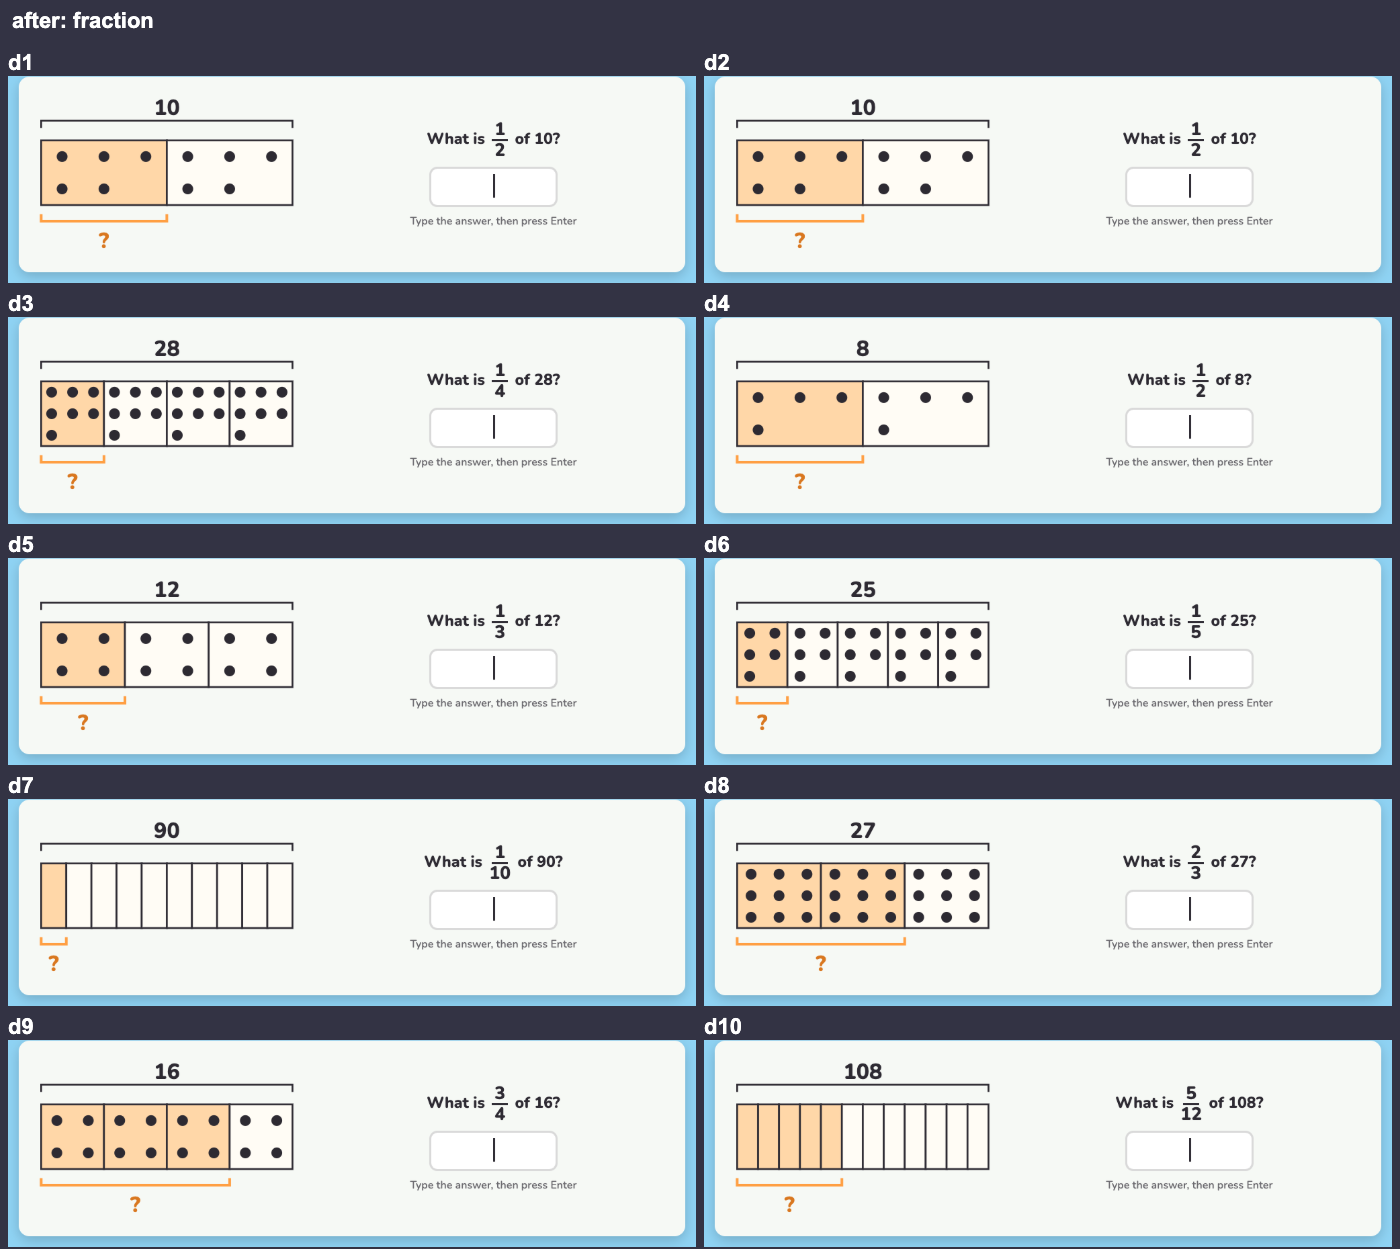 after: fraction
d1
10
What is 1/2 of 10?
Type the answer, then press Enter
?
d2
10
What is 1/2 of 10?
Type the answer, then press Enter
?
d3
28
What is 1/4 of 28?
Type the answer, then press Enter
?
d4
8
What is 1/2 of 8?
Type the answer, then press Enter
?
d5
12
What is 1/3 of 12?
Type the answer, then press Enter
?
d6
25
What is 1/5 of 25?
Type the answer, then press Enter
?
d7
90
What is 1/10 of 90?
Type the answer, then press Enter
?
d8
27
What is 2/3 of 27?
Type the answer, then press Enter
?
d9
16
What is 3/4 of 16?
Type the answer, then press Enter
?
d10
108
What is 5/12 of 108?
Type the answer, then press Enter
?